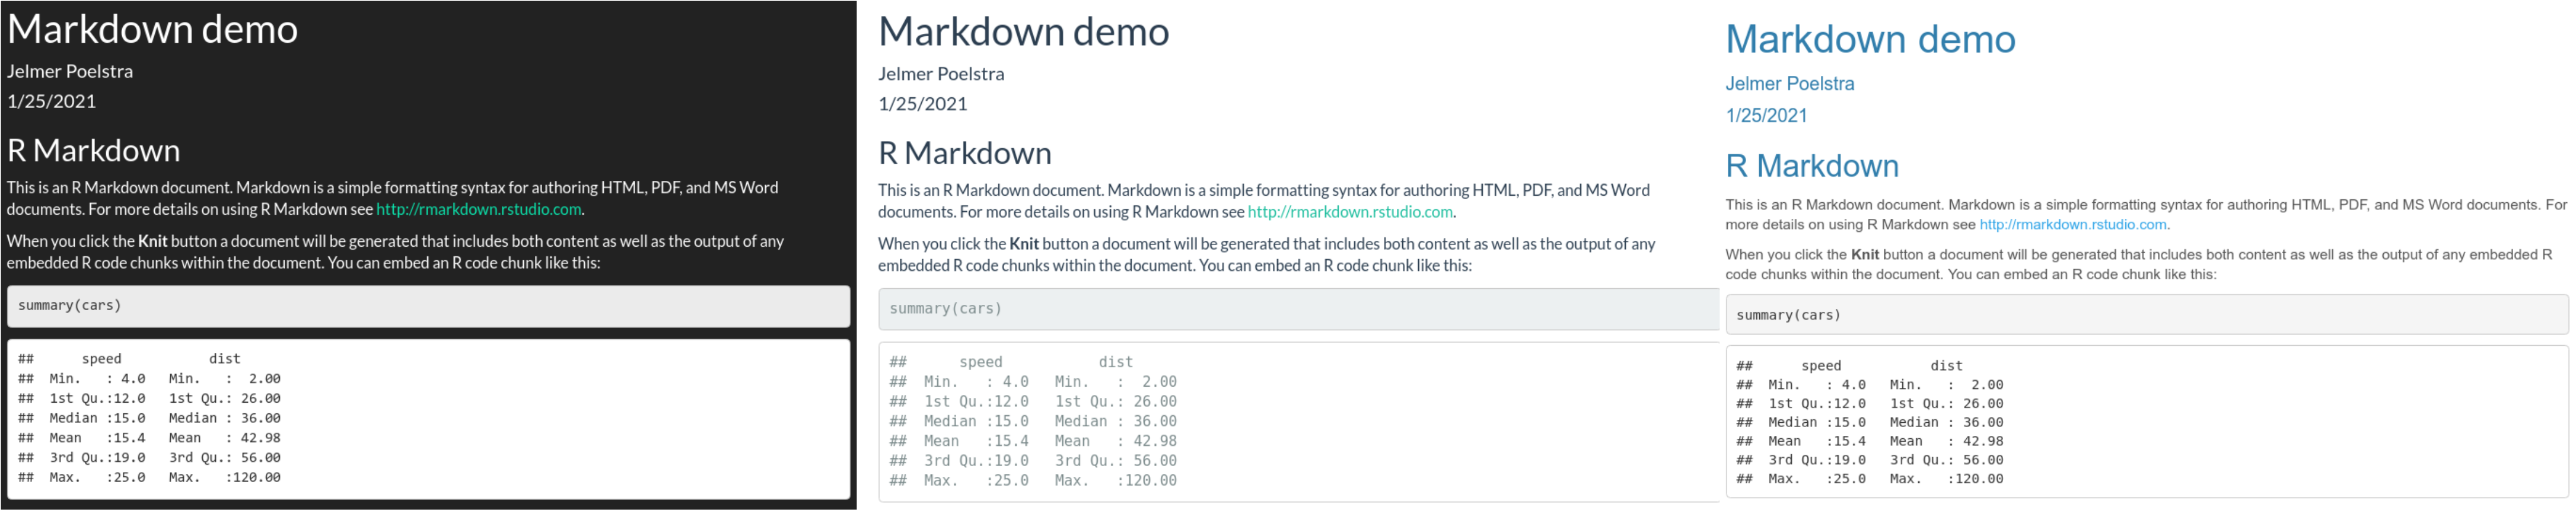 Markdown demo
Jelmer Poelstra
1/25/2021
R Markdown
This is an R Markdown document. Markdown is a simple formatting syntax for authoring HTML, PDF, and MS Word
documents. For more details on using R Markdown see http://rmarkdown.rstudio.com.
When you click the Knit button a document will be generated that includes both content as well as the output of any
embedded R code chunks within the document. You can embed an R code chunk like this:
summary(cars)
##      speed           dist
##  Min.   : 4.0   Min.   :  2.00
##  1st Qu.:12.0   1st Qu.: 26.00
##  Median :15.0   Median : 36.00
##  Mean   :15.4   Mean   : 42.98
##  3rd Qu.:19.0   3rd Qu.: 56.00
##  Max.   :25.0   Max.   :120.00
Markdown demo
Jelmer Poelstra
1/25/2021
R Markdown
This is an R Markdown document. Markdown is a simple formatting syntax for authoring HTML, PDF, and MS Word
documents. For more details on using R Markdown see http://rmarkdown.rstudio.com.
When you click the Knit button a document will be generated that includes both content as well as the output of any
embedded R code chunks within the document. You can embed an R code chunk like this:
summary(cars)
##      speed           dist
##  Min.   : 4.0   Min.   :  2.00
##  1st Qu.:12.0   1st Qu.: 26.00
##  Median :15.0   Median : 36.00
##  Mean   :15.4   Mean   : 42.98
##  3rd Qu.:19.0   3rd Qu.: 56.00
##  Max.   :25.0   Max.   :120.00
Markdown demo
Jelmer Poelstra
1/25/2021
R Markdown
This is an R Markdown document. Markdown is a simple formatting syntax for authoring HTML, PDF, and MS Word documents. For
more details on using R Markdown see http://rmarkdown.rstudio.com.
When you click the Knit button a document will be generated that includes both content as well as the output of any embedded R
code chunks within the document. You can embed an R code chunk like this:
summary(cars)
##      speed           dist
##  Min.   : 4.0   Min.   :  2.00
##  1st Qu.:12.0   1st Qu.: 26.00
##  Median :15.0   Median : 36.00
##  Mean   :15.4   Mean   : 42.98
##  3rd Qu.:19.0   3rd Qu.: 56.00
##  Max.   :25.0   Max.   :120.00